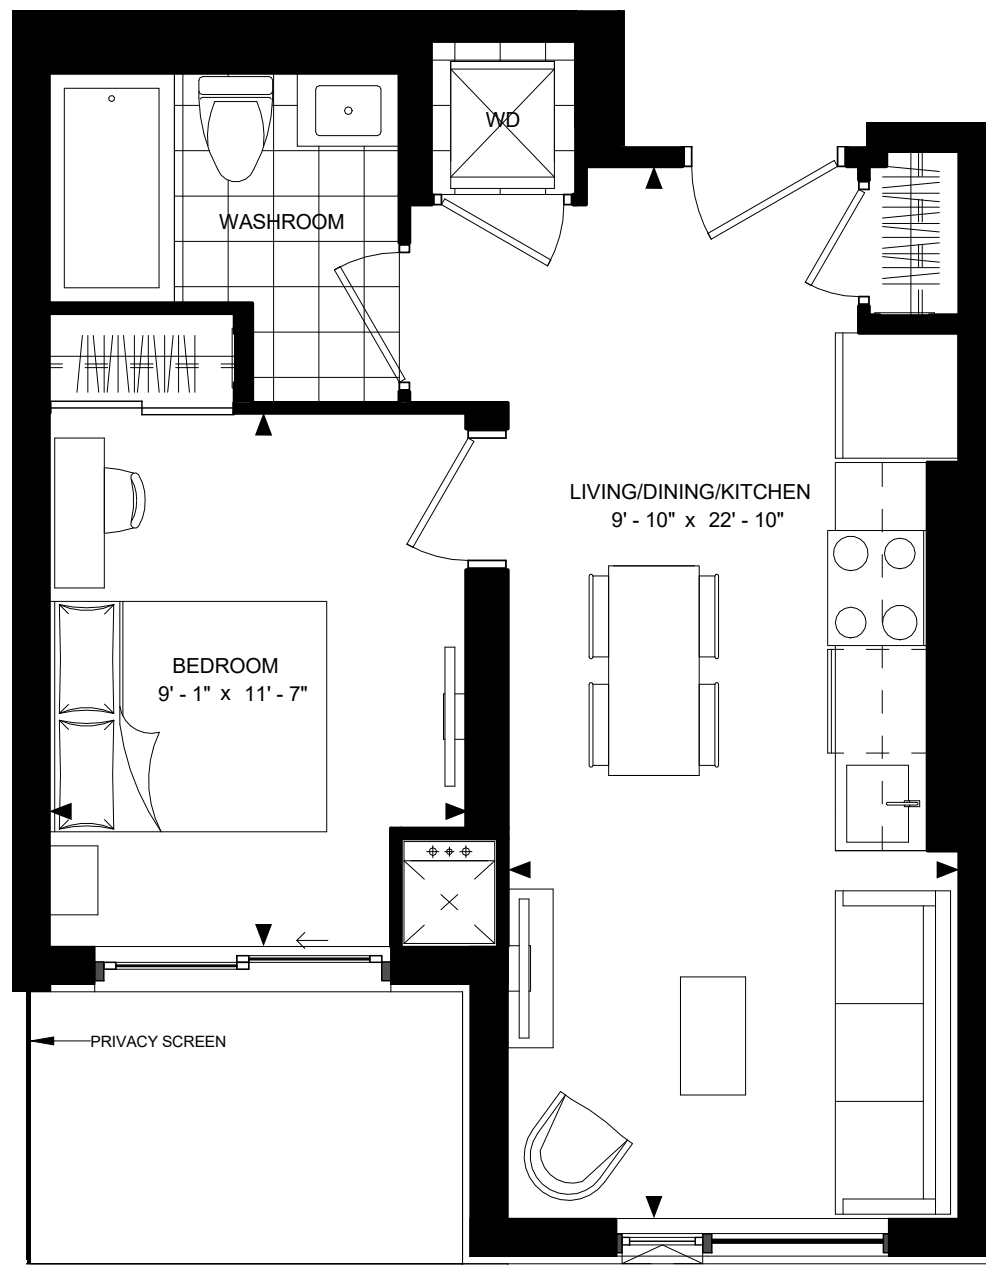 WD
WASHROOM
LIVING/DINING/KITCHEN
9' - 10" x 22' - 10"
BEDROOM
9' - 1" x 11' - 7"
PRIVACY SCREEN